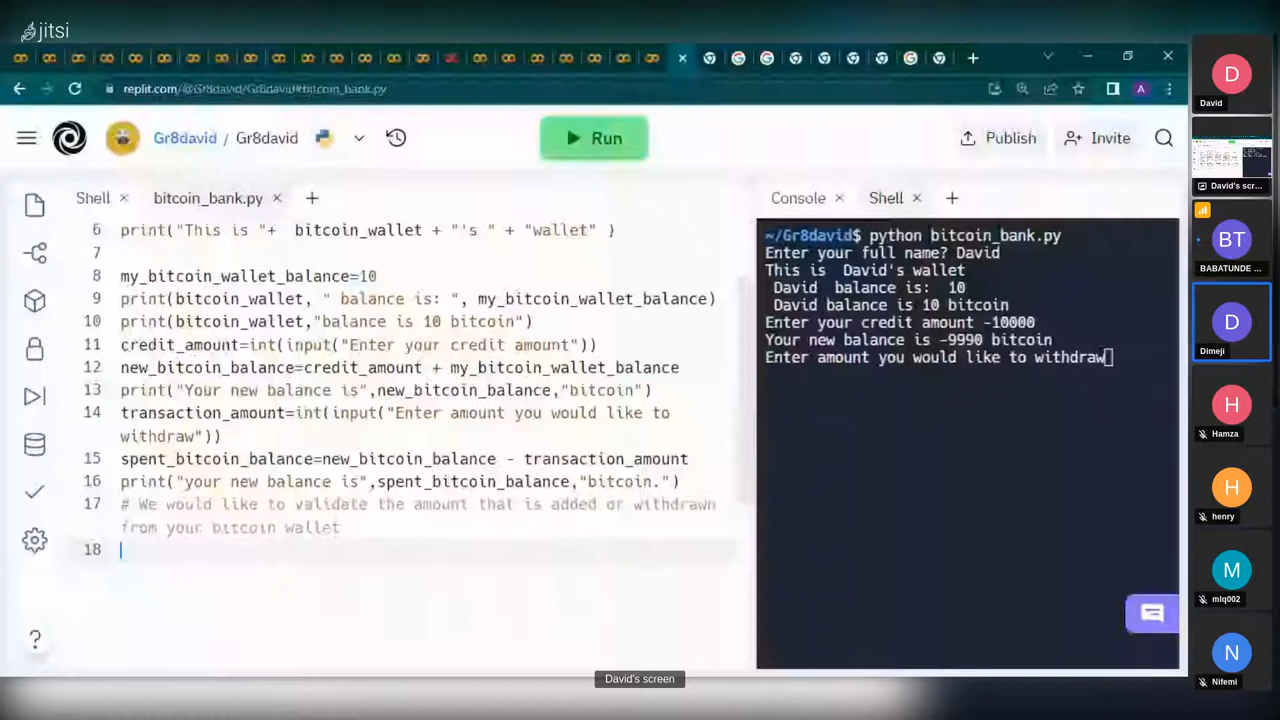 jitsi
replit.com/@Gr8david/Gr8david#bitcoin_bank.py
A
Gr8david / Gr8david
Run
Publish
Invite
Shell
bitcoin_bank.py
6 print("This is "+ bitcoin_wallet + "'s " + "wallet" )
7
8 my_bitcoin_wallet_balance=10
9 print(bitcoin_wallet, " balance is: ", my_bitcoin_wallet_balance)
10 print(bitcoin_wallet,"balance is 10 bitcoin")
11 credit_amount=int(input("Enter your credit amount"))
12 new_bitcoin_balance=credit_amount + my_bitcoin_wallet_balance
13 print("Your new balance is",new_bitcoin_balance,"bitcoin")
14 transaction_amount=int(input("Enter amount you would like to
withdraw"))
15 spent_bitcoin_balance=new_bitcoin_balance - transaction_amount
16 print("your new balance is",spent_bitcoin_balance,"bitcoin.")
17 # We would like to validate the amount that is added or withdrawn
from your bitcoin wallet
18
?
Console
Shell
~/Gr8david$ python bitcoin_bank.py
Enter your full name? David
This is  David's wallet
David  balance is:  10
David balance is 10 bitcoin
Enter your credit amount -10000
Your new balance is -9990 bitcoin
Enter amount you would like to withdraw
David's screen
D
David
David's scr...
BT
BABATUNDE ...
D
Dimeji
H
Hamza
H
henry
M
mlq002
N
Nifemi